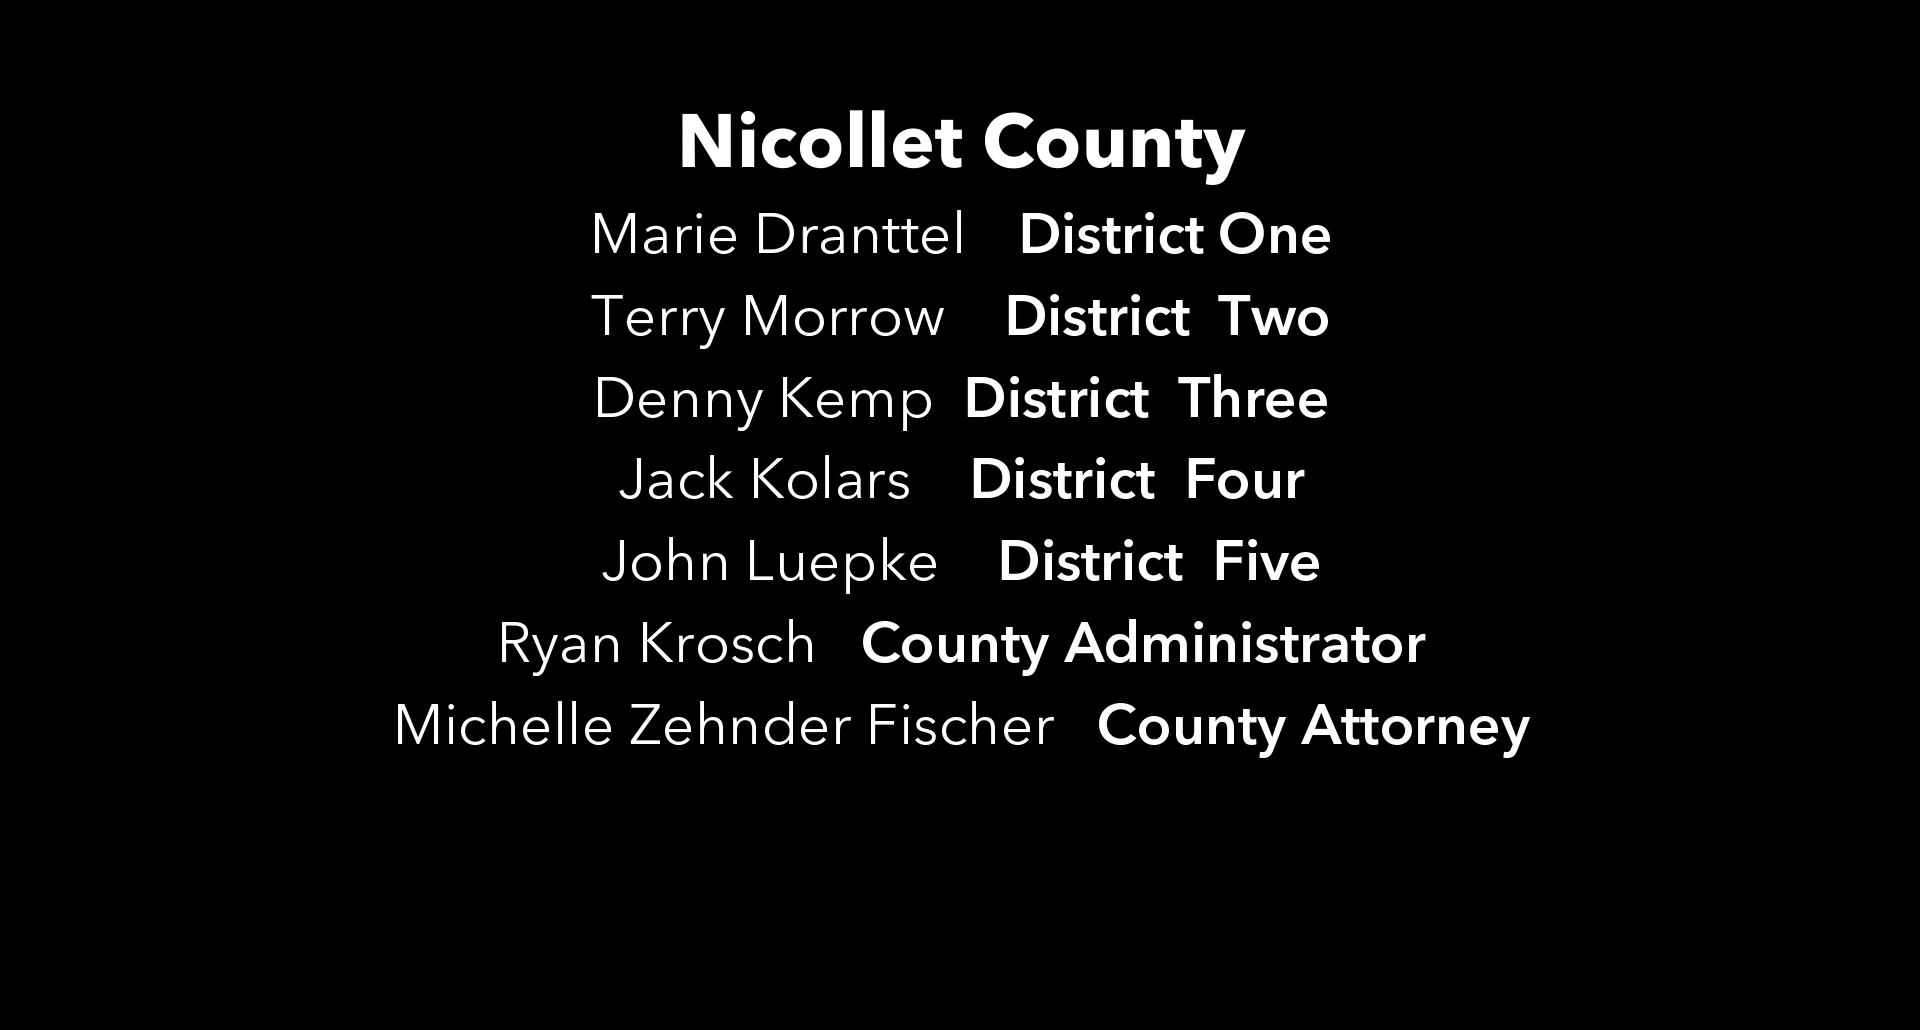 Nicollet County
Marie Dranttel District One
Terry Morrow District Two
Denny Kemp District Three
Jack Kolars District Four
John Luepke District Five
Ryan Krosch County Administrator
Michelle Zehnder Fischer County Attorney